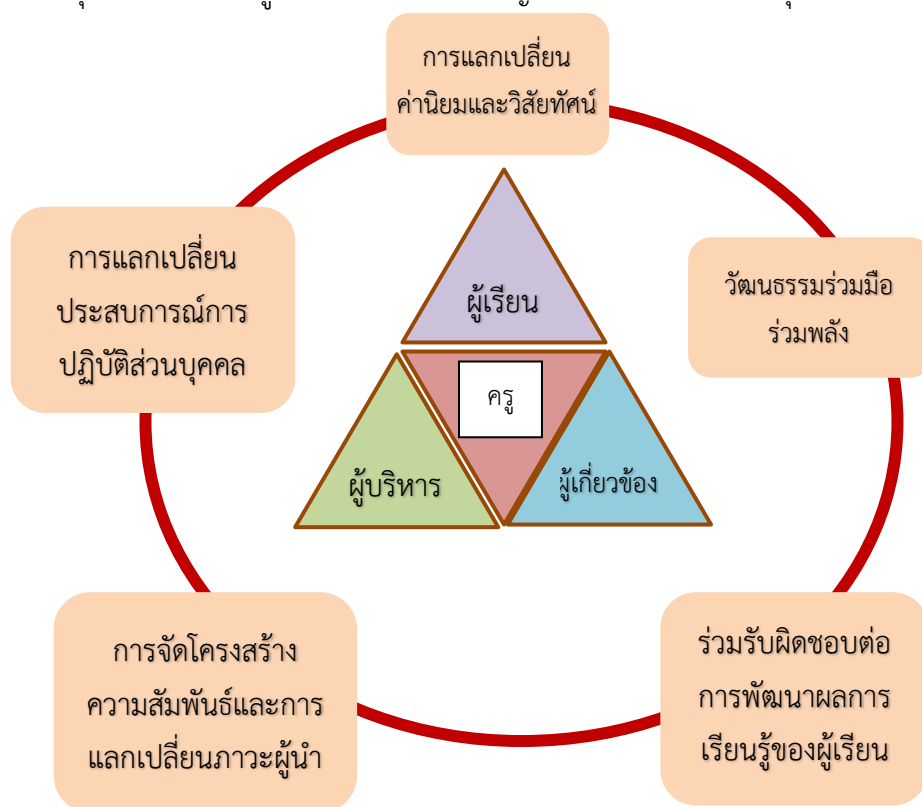 การแลกเปลี่ยน
ค่านิยมและวิสัยทัศน์
การแลกเปลี่ยน
ประสบการณ์การ
ปฏิบัติส่วนบุคคล
วัฒนธรรมร่วมมือ
ร่วมพลัง
ผู้เรียน
ครู
ผู้บริหาร
ผู้เกี่ยวข้อง
การจัดโครงสร้าง
ความสัมพันธ์และการ
แลกเปลี่ยนภาวะผู้นำ
ร่วมรับผิดชอบต่อ
การพัฒนาผลการ
เรียนรู้ของผู้เรียน